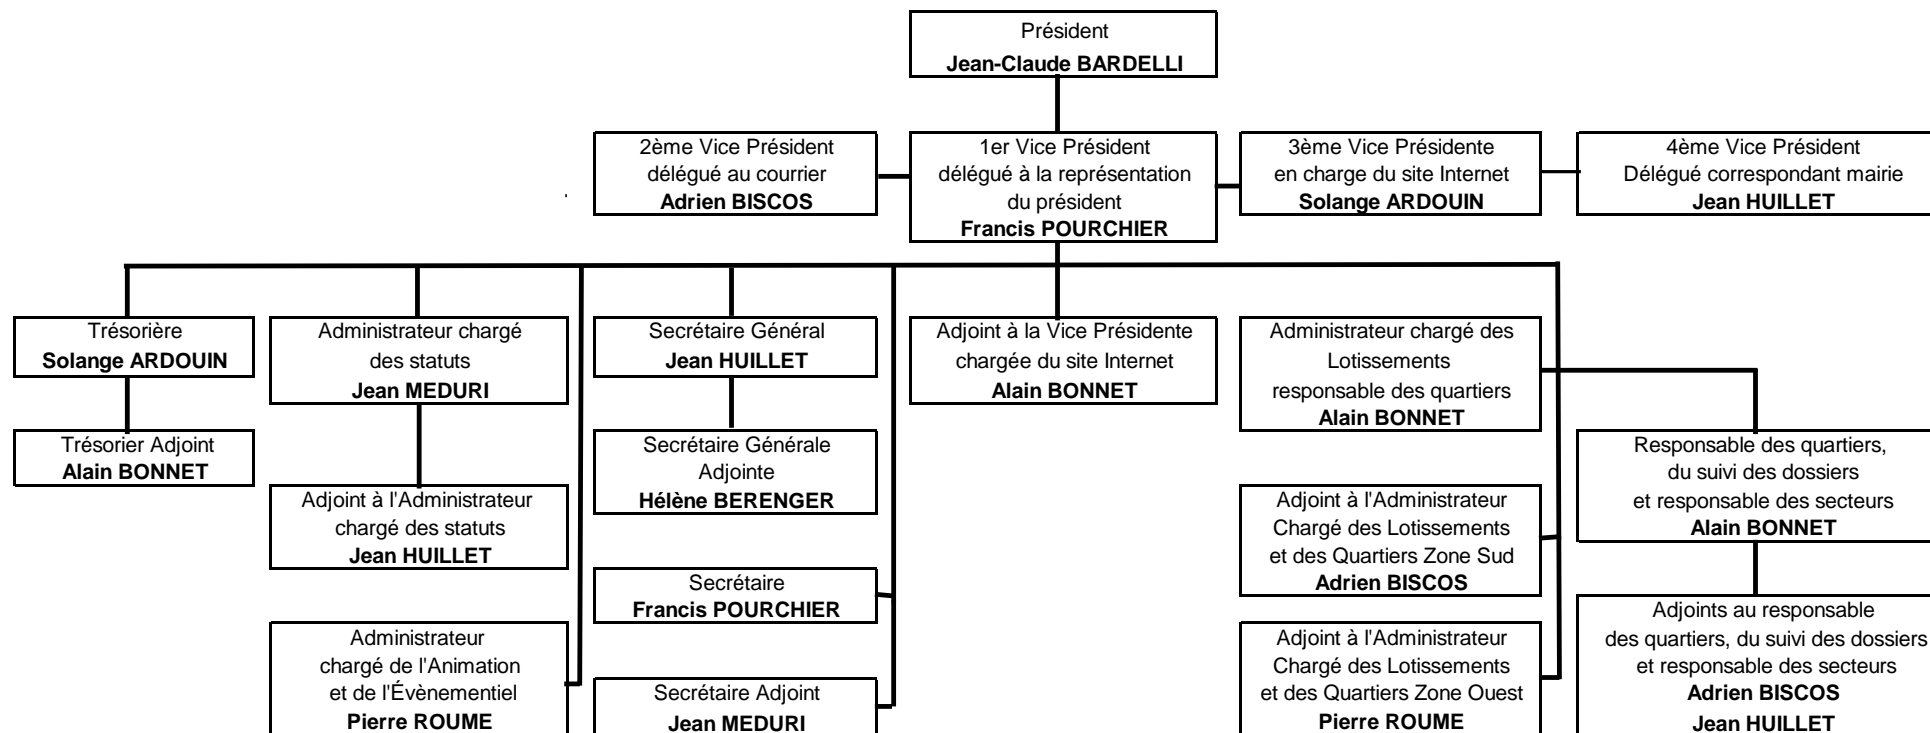 Président
Jean-Claude BARDELLI
2ème Vice Président
délégué au courrier
Adrien BISCOS
1er Vice Président
délégué à la représentation
du président
Francis POURCHIER
3ème Vice Présidente
en charge du site Internet
Solange ARDOUIN
4ème Vice Président
Délégué correspondant mairie
Jean HUILLET
Trésorière
Solange ARDOUIN
Trésorier Adjoint
Alain BONNET
Administrateur chargé
des statuts
Jean MEDURI
Adjoint à l'Administrateur
chargé des statuts
Jean HUILLET
Administrateur
chargé de l'Animation
et de l'Évènementiel
Pierre ROUME
Secrétaire Général
Jean HUILLET
Secrétaire Générale
Adjointe
Hélène BERENGER
Secrétaire
Francis POURCHIER
Secrétaire Adjoint
Jean MEDURI
Adjoint à la Vice Présidente
chargée du site Internet
Alain BONNET
Administrateur chargé des
Lotissements
responsable des quartiers
Alain BONNET
Adjoint à l'Administrateur
Chargé des Lotissements
et des Quartiers Zone Sud
Adrien BISCOS
Adjoint à l'Administrateur
Chargé des Lotissements
et des Quartiers Zone Ouest
Pierre ROUME
Responsable des quartiers,
du suivi des dossiers
et responsable des secteurs
Alain BONNET
Adjoints au responsable
des quartiers, du suivi des dossiers
et responsable des secteurs
Adrien BISCOS
Jean HUILLET